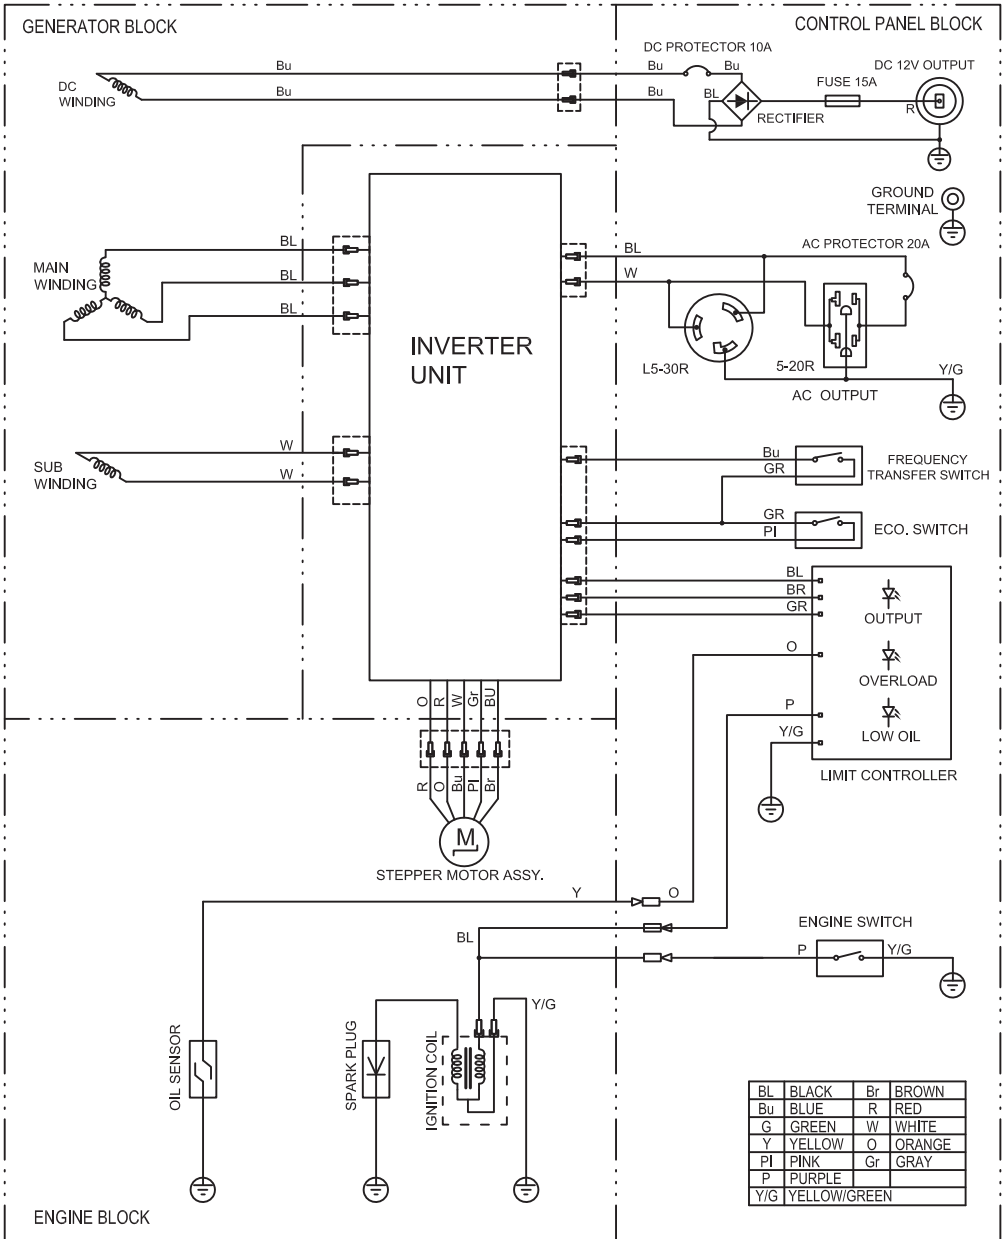 GENERATOR BLOCK
CONTROL PANEL BLOCK
DC PROTECTOR 10A
Bu
Bu
Bu
DC 12V OUTPUT
FUSE 15A
DC
WINDING
Bu
Bu
BL
R
RECTIFIER
GROUND
TERMINAL
BL
BL
AC PROTECTOR 20A
MAIN
WINDING
BL
W
BL
INVERTER
UNIT
L5-30R
5-20R
Y/G
AC OUTPUT
W
Bu
FREQUENCY
TRANSFER SWITCH
SUB
WINDING
W
GR
GR
ECO. SWITCH
PI
BL
BR
GR
OUTPUT
O
OVERLOAD
O
R
W
Gr
BU
P
LOW OIL
Y/G
LIMIT CONTROLLER
R
O
Bu
PI
Br
M
STEPPER MOTOR ASSY.
Y
O
ENGINE SWITCH
BL
P
Y/G
Y/G
OIL SENSOR
SPARK PLUG
IGNITION COIL
BL BLACK Br BROWN
Bu BLUE R RED
G GREEN W WHITE
Y YELLOW O ORANGE
PI PINK Gr GRAY
P PURPLE
Y/G YELLOW/GREEN
ENGINE BLOCK